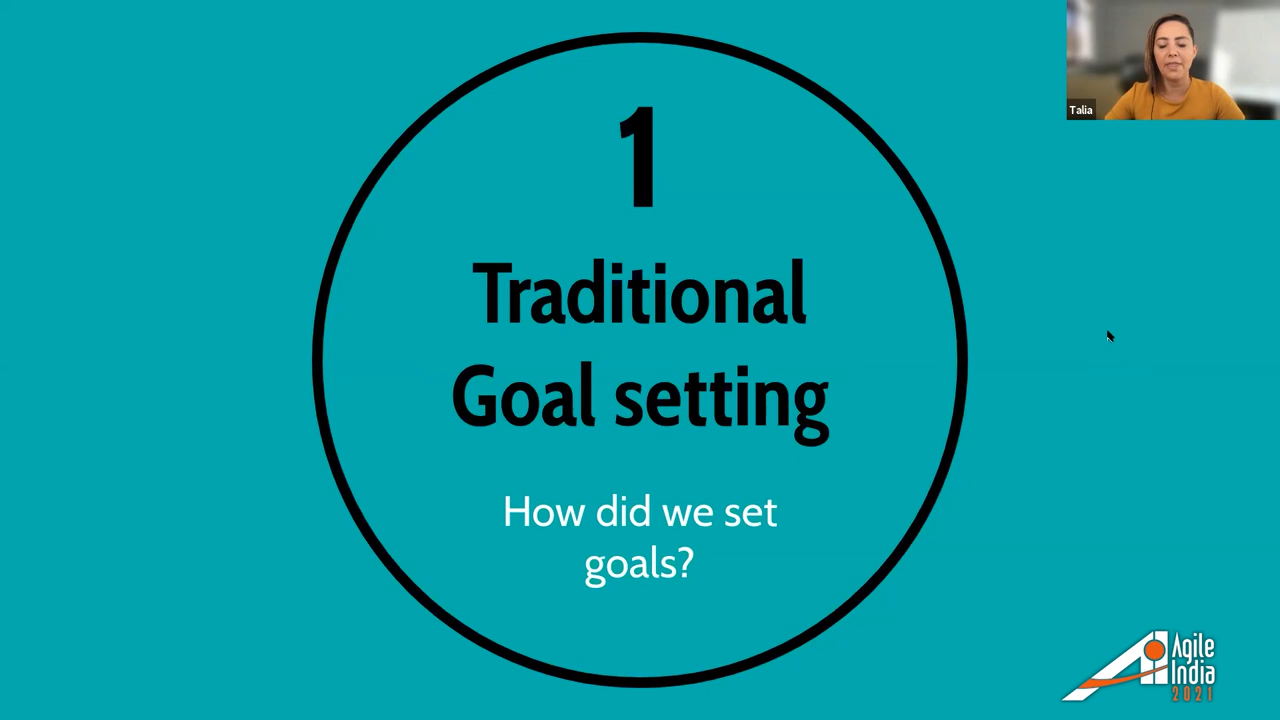 Talia
1
Traditional
Goal setting
How did we set
goals?
Agile
India
2021